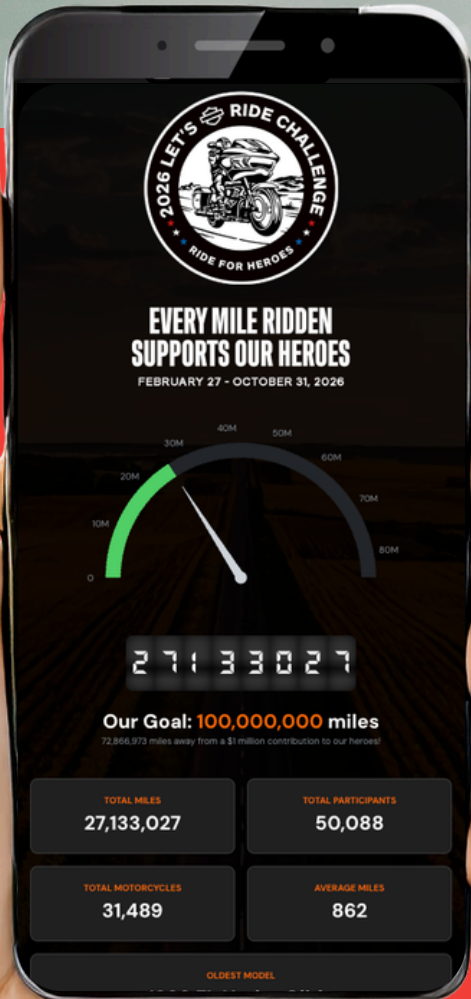 2026 LET'S RIDE CHALLENGE
RIDE FOR HEROES
EVERY MILE RIDDEN
SUPPORTS OUR HEROES
FEBRUARY 27 - OCTOBER 31, 2026
0
10M
20M
30M
40M
50M
60M
70M
80M
27133027
Our Goal: 100,000,000 miles
72,866,973 miles away from a $1 million contribution to our heroes!
TOTAL MILES
27,133,027
TOTAL PARTICIPANTS
50,088
TOTAL MOTORCYCLES
31,489
AVERAGE MILES
862
OLDEST MODEL